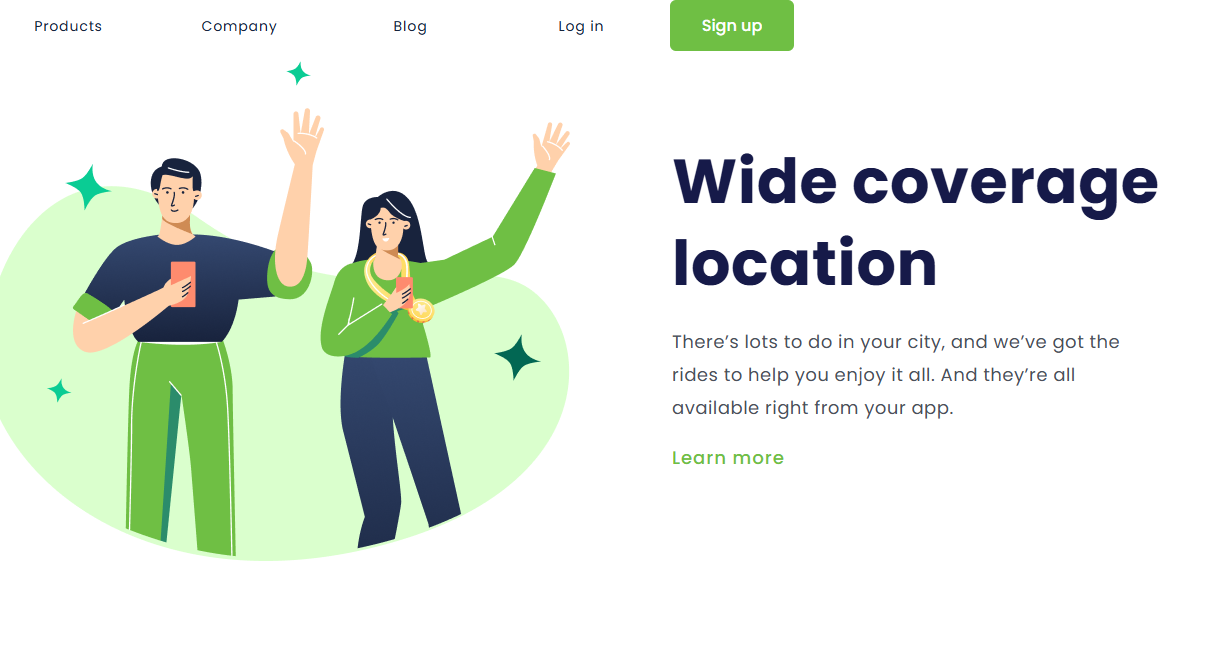 Products Company Blog Log in Sign up
Wide coverage
location
There’s lots to do in your city, and we’ve got the
rides to help you enjoy it all. And they’re all
available right from your app.
Learn more